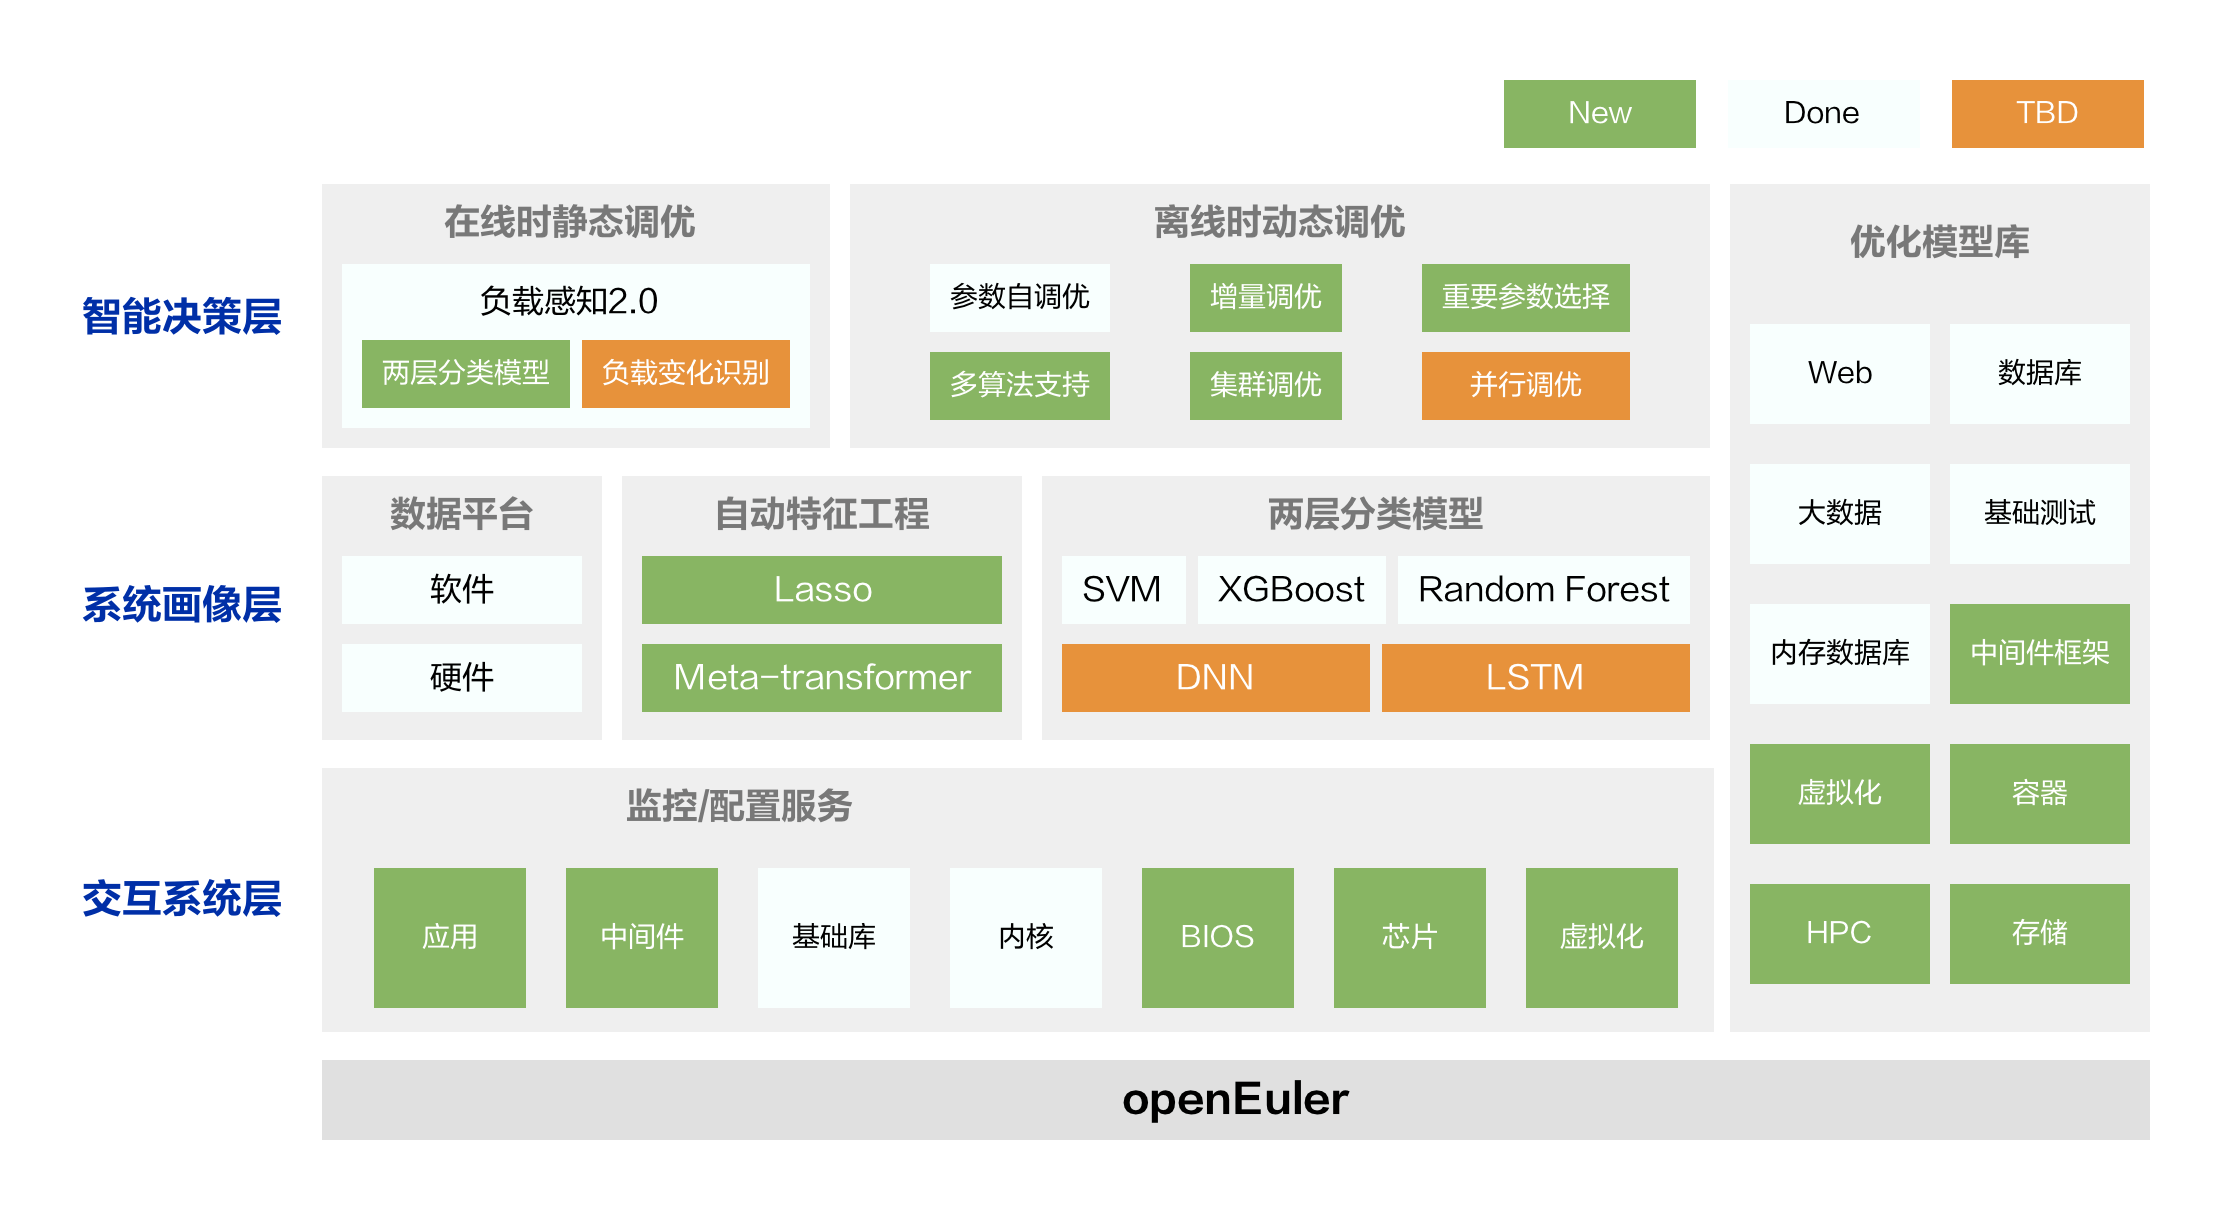 New
Done
TBD
智能决策层
在线时静态调优
负载感知2.0
两层分类模型
负载变化识别
离线时动态调优
参数自调优
增量调优
重要参数选择
多算法支持
集群调优
并行调优
系统画像层
数据平台
软件
硬件
自动特征工程
Lasso
Meta-transformer
两层分类模型
SVM
XGBoost
Random Forest
DNN
LSTM
交互系统层
监控/配置服务
应用
中间件
基础库
内核
BIOS
芯片
虚拟化
优化模型库
Web
数据库
大数据
基础测试
内存数据库
中间件框架
虚拟化
容器
HPC
存储
openEuler